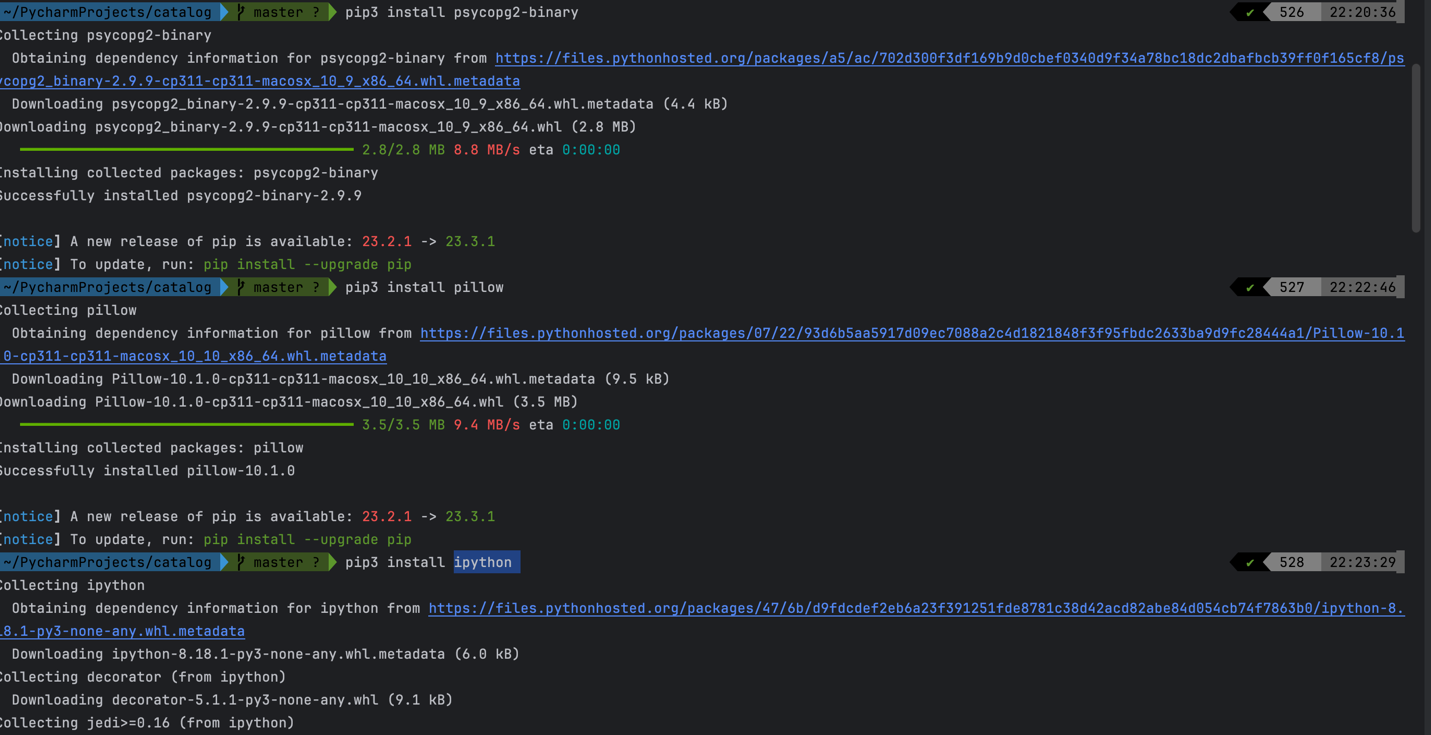 ~/PycharmProjects/catalog master ? pip3 install psycopg2-binary ✔ 526 22:20:36
Collecting psycopg2-binary
Obtaining dependency information for psycopg2-binary from https://files.pythonhosted.org/packages/a5/ac/702d300f3df169b9d0cbef0340d9f34a78bc18dc2dbafbcb39ff0f165cf8/ps
ycopg2_binary-2.9.9-cp311-cp311-macosx_10_9_x86_64.whl.metadata
Downloading psycopg2_binary-2.9.9-cp311-cp311-macosx_10_9_x86_64.whl.metadata (4.4 kB)
Downloading psycopg2_binary-2.9.9-cp311-cp311-macosx_10_9_x86_64.whl (2.8 MB)
2.8/2.8 MB 8.8 MB/s eta 0:00:00
Installing collected packages: psycopg2-binary
Successfully installed psycopg2-binary-2.9.9
[notice] A new release of pip is available: 23.2.1 -> 23.3.1
[notice] To update, run: pip install --upgrade pip
~/PycharmProjects/catalog master ? pip3 install pillow ✔ 527 22:22:46
Collecting pillow
Obtaining dependency information for pillow from https://files.pythonhosted.org/packages/07/22/93d6b5aa5917d09ec7088a2c4d1821848f3f95fbdc2633ba9d9fc28444a1/Pillow-10.1
.0-cp311-cp311-macosx_10_10_x86_64.whl.metadata
Downloading Pillow-10.1.0-cp311-cp311-macosx_10_10_x86_64.whl.metadata (9.5 kB)
Downloading Pillow-10.1.0-cp311-cp311-macosx_10_10_x86_64.whl (3.5 MB)
3.5/3.5 MB 9.4 MB/s eta 0:00:00
Installing collected packages: pillow
Successfully installed pillow-10.1.0
[notice] A new release of pip is available: 23.2.1 -> 23.3.1
[notice] To update, run: pip install --upgrade pip
~/PycharmProjects/catalog master ? pip3 install ipython ✔ 528 22:23:29
Collecting ipython
Obtaining dependency information for ipython from https://files.pythonhosted.org/packages/47/6b/d9fdcdef2eb6a23f391251fde8781c38d42acd82abe84d054cb74f7863b0/ipython-8.
18.1-py3-none-any.whl.metadata
Downloading ipython-8.18.1-py3-none-any.whl.metadata (6.0 kB)
Collecting decorator (from ipython)
Downloading decorator-5.1.1-py3-none-any.whl (9.1 kB)
Collecting jedi>=0.16 (from ipython)